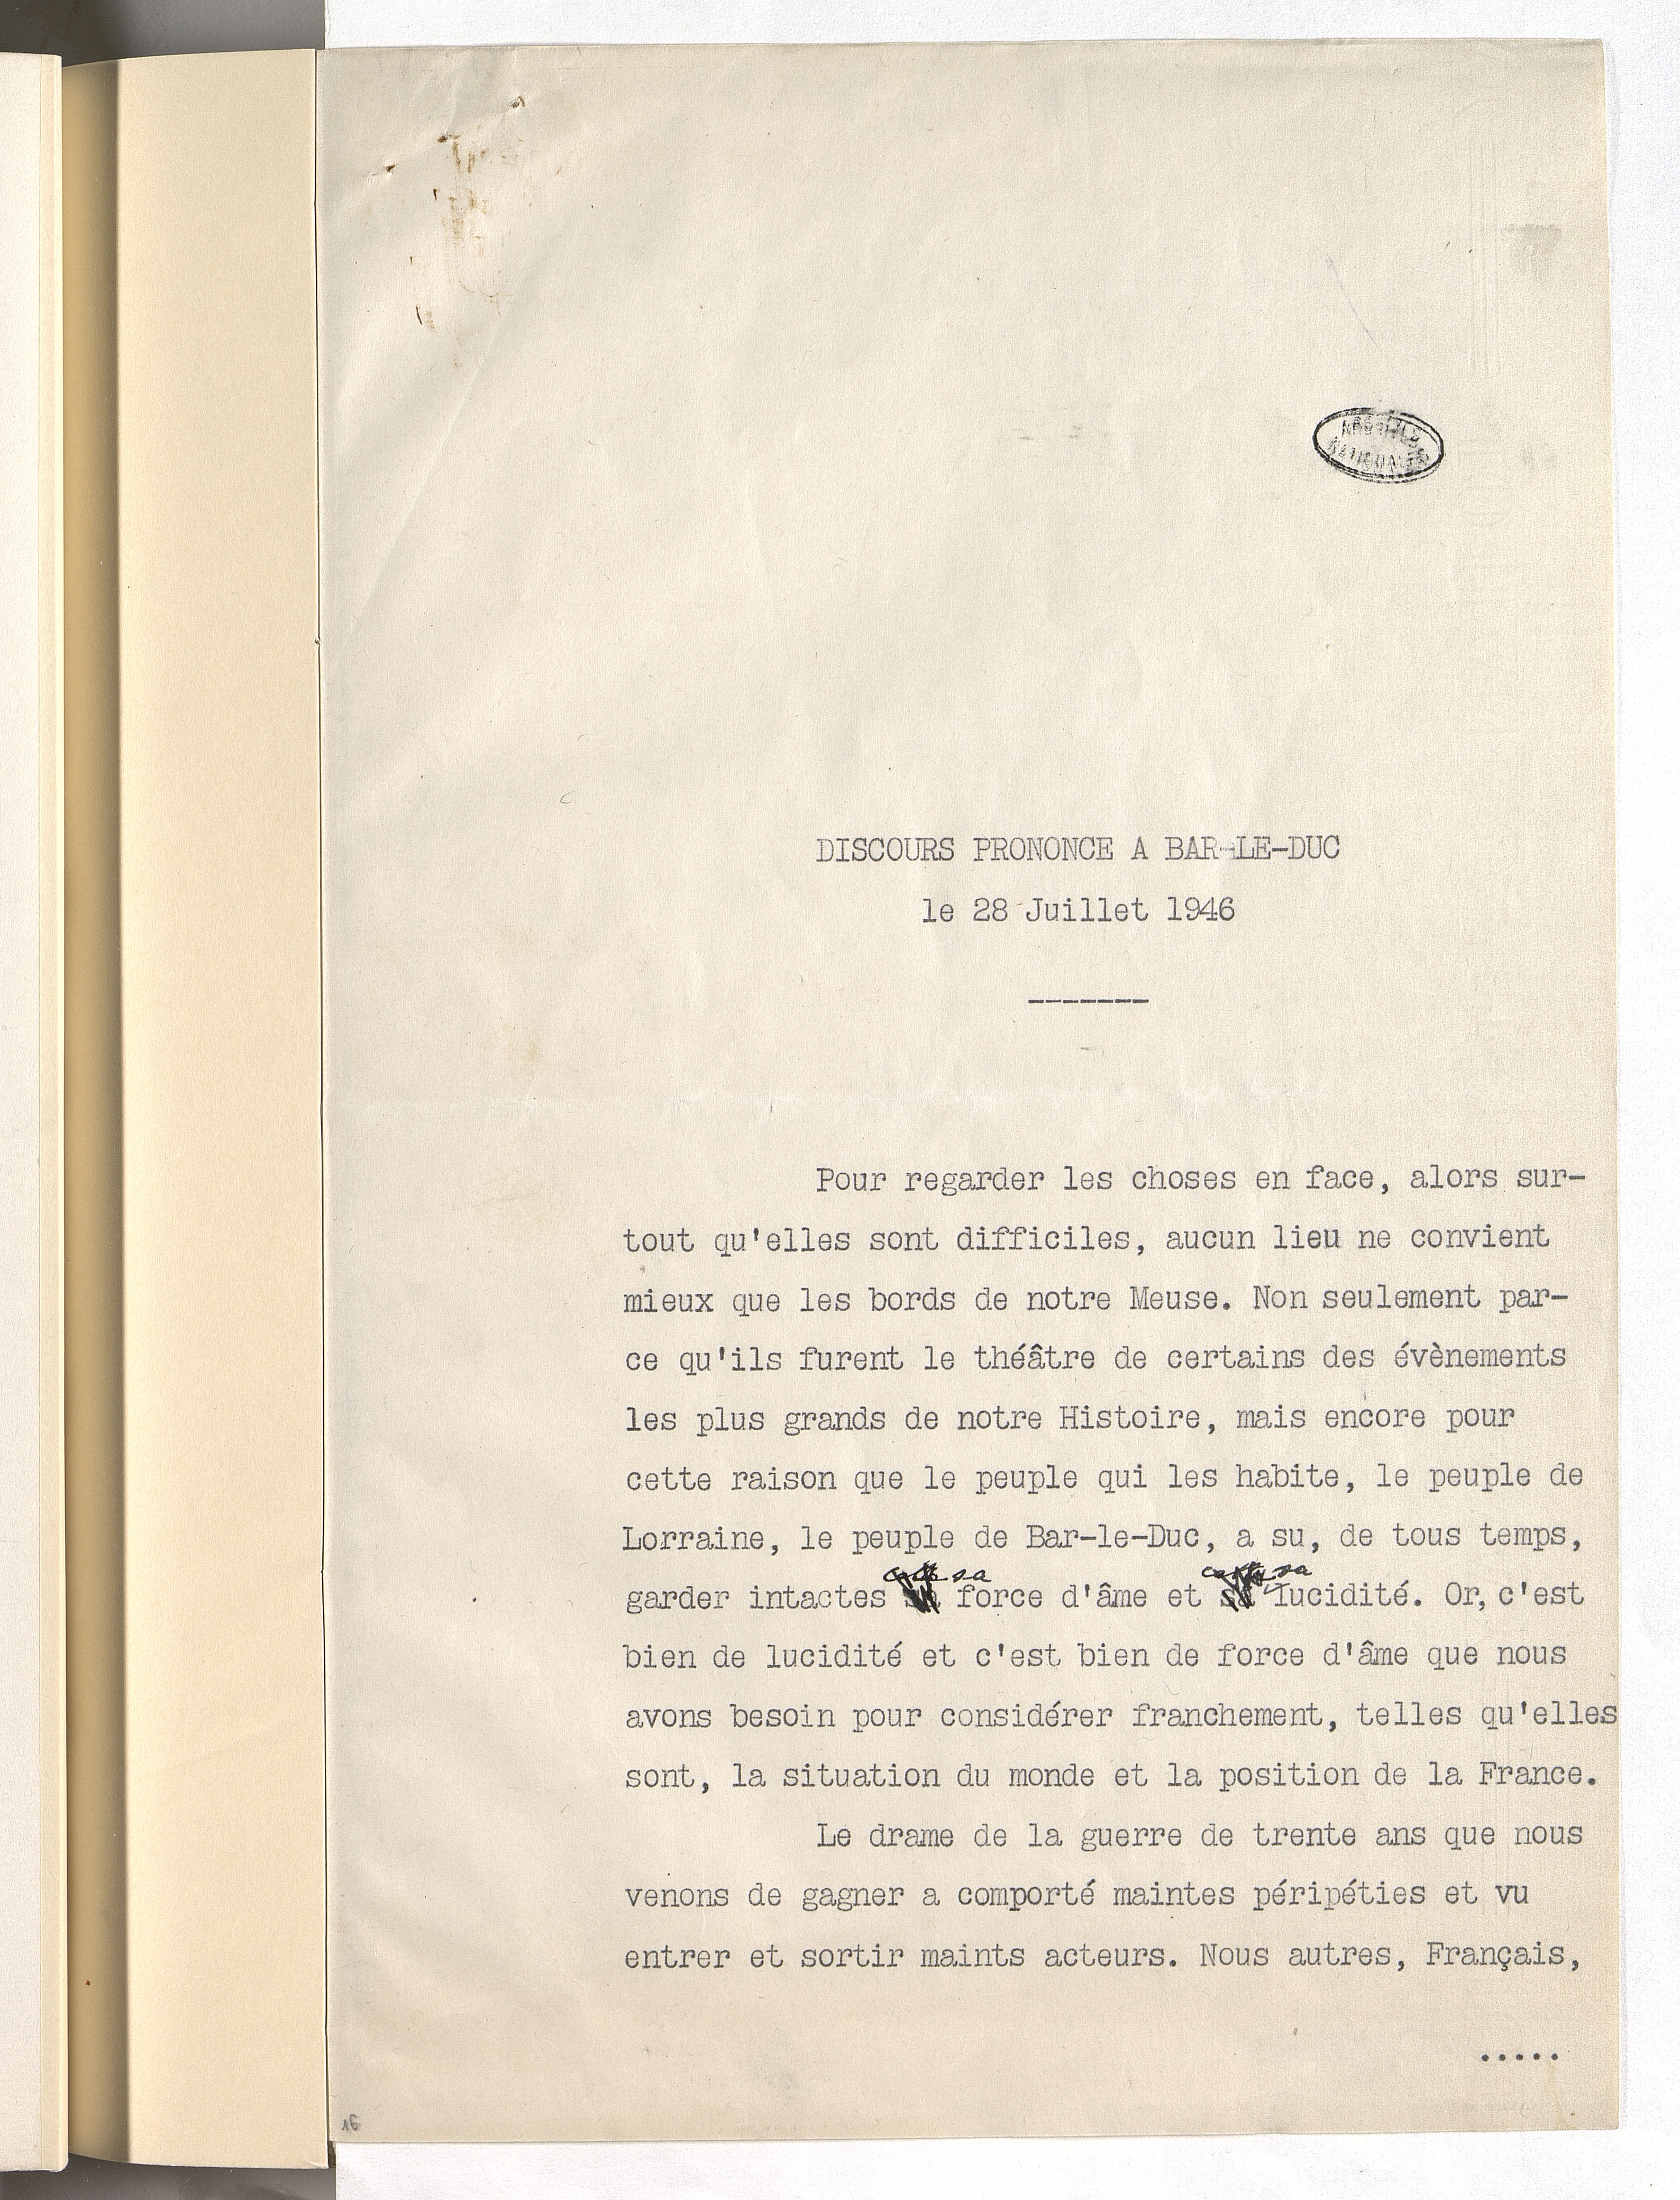 ARCHIVES
NATIONALES
DISCOURS PRONONCE A BAR-LE-DUC
le 28 Juillet 1946
-------
Pour regarder les choses en face, alors sur-
tout qu'elles sont difficiles, aucun lieu ne convient
mieux que les bords de notre Meuse. Non seulement par-
ce qu'ils furent le théâtre de certains des évènements
les plus grands de notre Histoire, mais encore pour
cette raison que le peuple qui les habite, le peuple de
Lorraine, le peuple de Bar-le-Duc, a su, de tous temps,
sa sa
garder intactes force d'âme et lucidité. Or, c'est
bien de lucidité et c'est bien de force d'âme que nous
avons besoin pour considérer franchement, telles qu'elles
sont, la situation du monde et la position de la France.
Le drame de la guerre de trente ans que nous
venons de gagner a comporté maintes péripéties et vu
entrer et sortir maints acteurs. Nous autres, Français,
.....
16